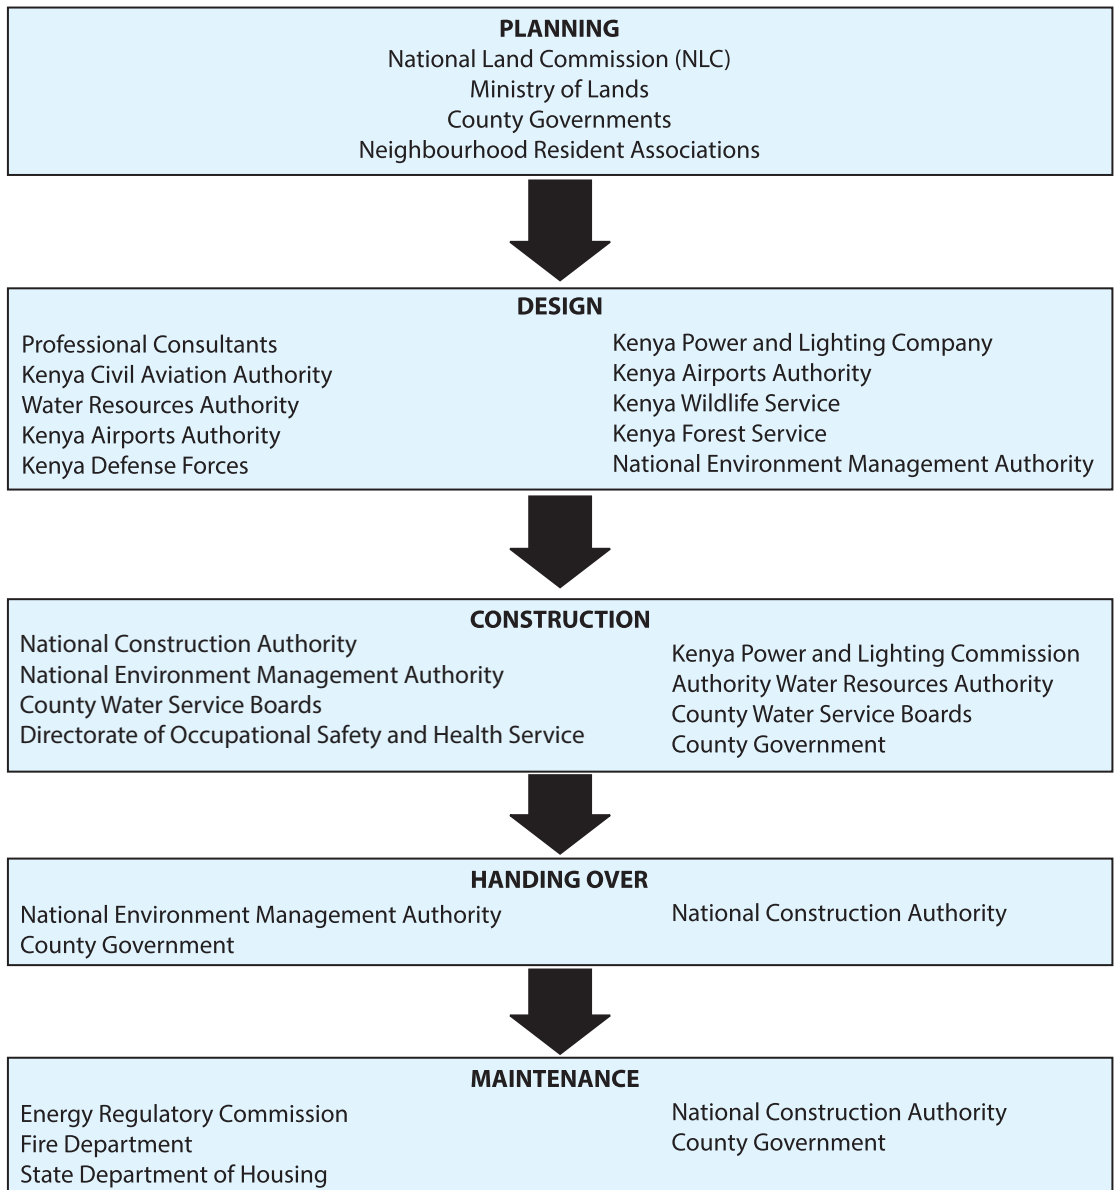 PLANNING
National Land Commission (NLC)
Ministry of Lands
County Governments
Neighbourhood Resident Associations
DESIGN
Professional Consultants
Kenya Civil Aviation Authority
Water Resources Authority
Kenya Airports Authority
Kenya Defense Forces
Kenya Power and Lighting Company
Kenya Airports Authority
Kenya Wildlife Service
Kenya Forest Service
National Environment Management Authority
CONSTRUCTION
National Construction Authority
National Environment Management Authority
County Water Service Boards
Directorate of Occupational Safety and Health Service
Kenya Power and Lighting Commission
Authority Water Resources Authority
County Water Service Boards
County Government
HANDING OVER
National Environment Management Authority
County Government
National Construction Authority
MAINTENANCE
Energy Regulatory Commission
Fire Department
State Department of Housing
National Construction Authority
County Government